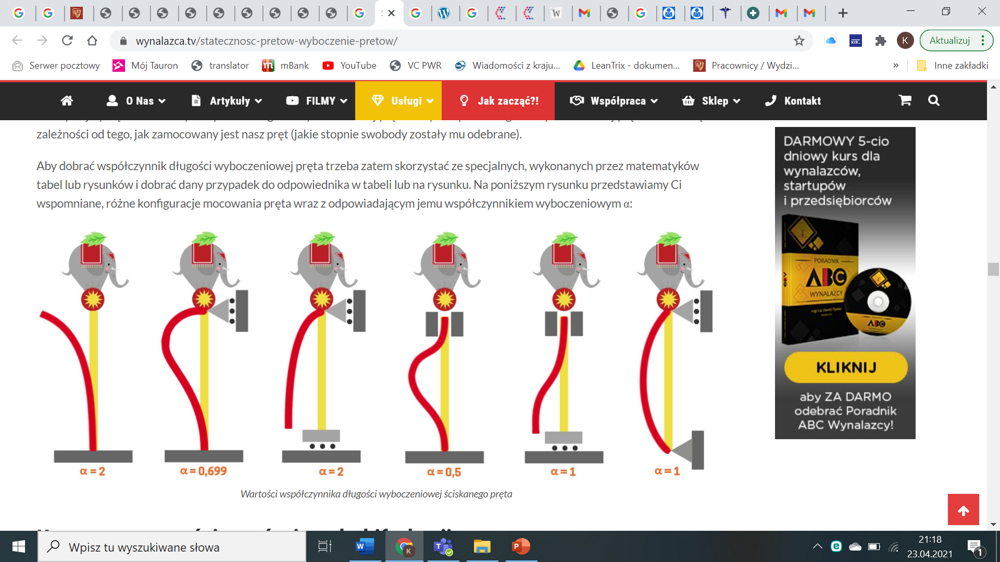 wynalazca.tv/statecznosc-pretow-wyboczenie-pretow/
Aktualizuj
Serwer pocztowy
Mój Tauron
translator
mBank
YouTube
VC PWR
Wiadomości z kraju...
LeanTrix - dokumen...
Pracownicy / Wydzi...
»
Inne zakładki
O Nas
Artykuły
FILMY
Usługi
Jak zacząć?!
Współpraca
Sklep
Kontakt
zależności od tego, jak zamocowany jest nasz pręt (jakie stopnie swobody zostały mu odebrane).
Aby dobrać współczynnik długości wyboczeniowej pręta trzeba zatem skorzystać ze specjalnych, wykonanych przez matematyków
tabel lub rysunków i dobrać dany przypadek do odpowiednika w tabeli lub na rysunku. Na poniższym rysunku przedstawiamy Ci
wspomniane, różne konfiguracje mocowania pręta wraz z odpowiadającym jemu współczynnikiem wyboczeniowym α:
α = 2
α = 0,699
α = 2
α = 0,5
α = 1
α = 1
Wartości współczynnika długości wyboczeniowej ściskanego pręta
DARMOWY 5-cio
dniowy kurs dla
wynalazców,
startupów
i przedsiębiorców
PORADNIK
ABC
WYNALAZCY
ABC
KLIKNIJ
aby ZA DARMO
odebrać Poradnik
ABC Wynalazcy!
Wpisz tu wyszukiwane słowa
21:18
23.04.2021
1